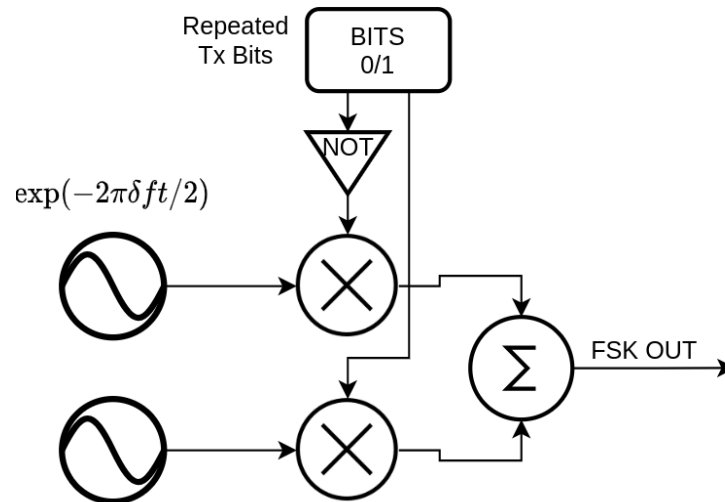 Repeated
Tx Bits
BITS
0/1
NOT
exp(−2πδft/2)
FSK OUT
Σ